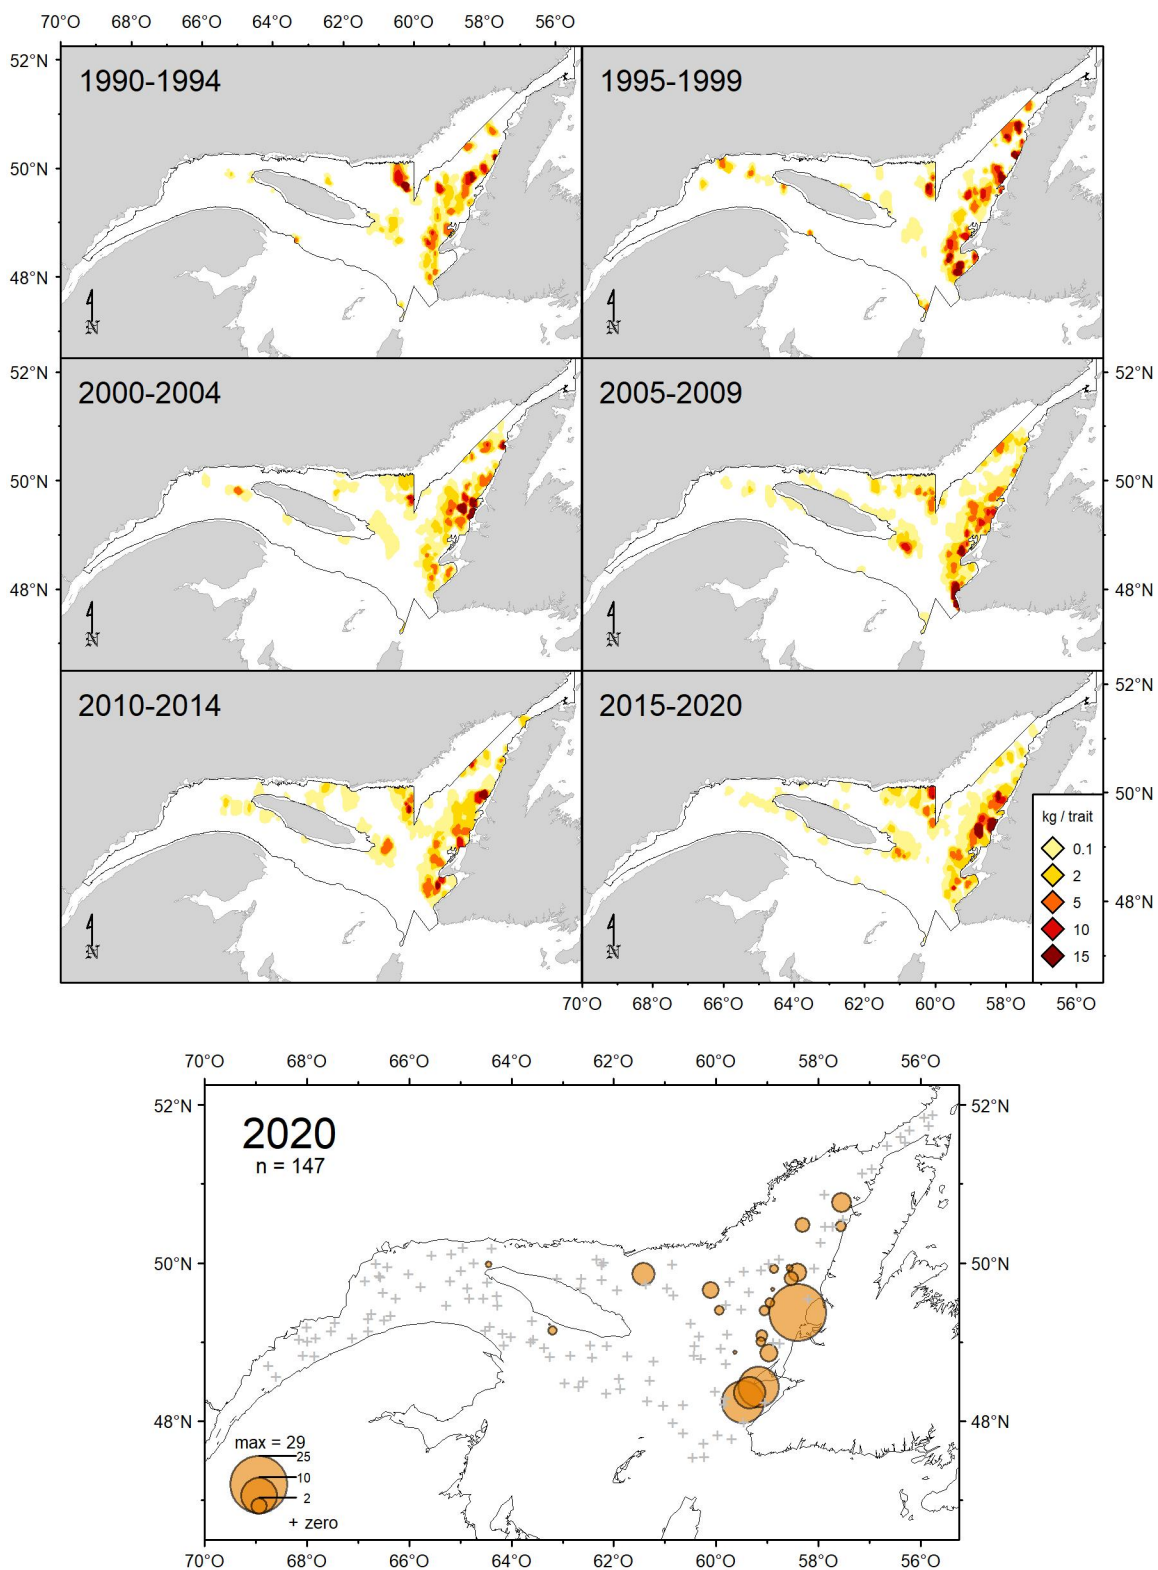 70°O 68°O 66°O 64°O 62°O 60°O 58°O 56°O
52°N
1990-1994
1995-1999
50°N
48°N
N
N
52°N
2000-2004
2005-2009
52°N
50°N
50°N
48°N
48°N
N
N
2010-2014
2015-2020
52°N
50°N
kg / trait
0.1
2
5
10
15
48°N
N
N
70°O 68°O 66°O 64°O 62°O 60°O 58°O 56°O
70°O 68°O 66°O 64°O 62°O 60°O 58°O 56°O
52°N
52°N
2020
n = 147
50°N
50°N
48°N
48°N
max = 29
25
10
2
+ zero
70°O 68°O 66°O 64°O 62°O 60°O 58°O 56°O